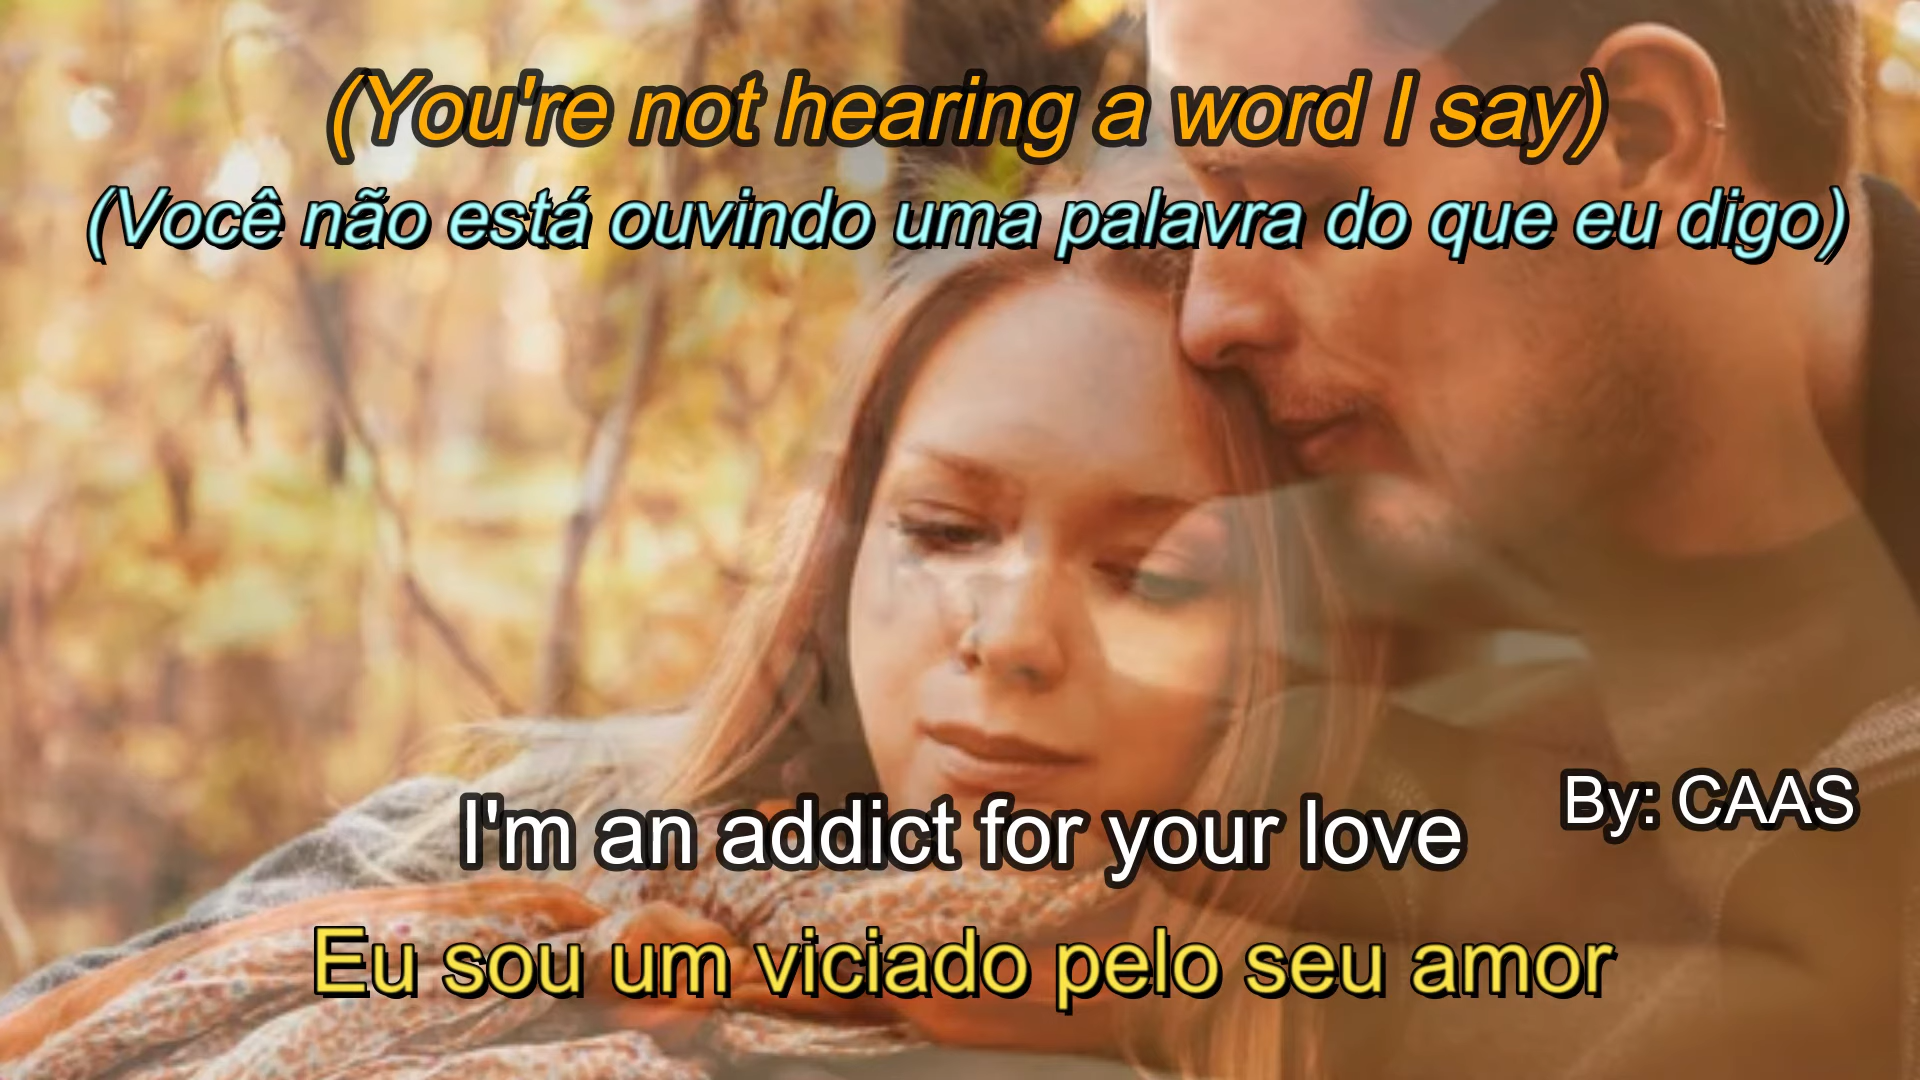 (You're not hearing a word I say)
(Você não está ouvindo uma palavra do que eu digo)
By: CAAS
I'm an addict for your love
Eu sou um viciado pelo seu amor